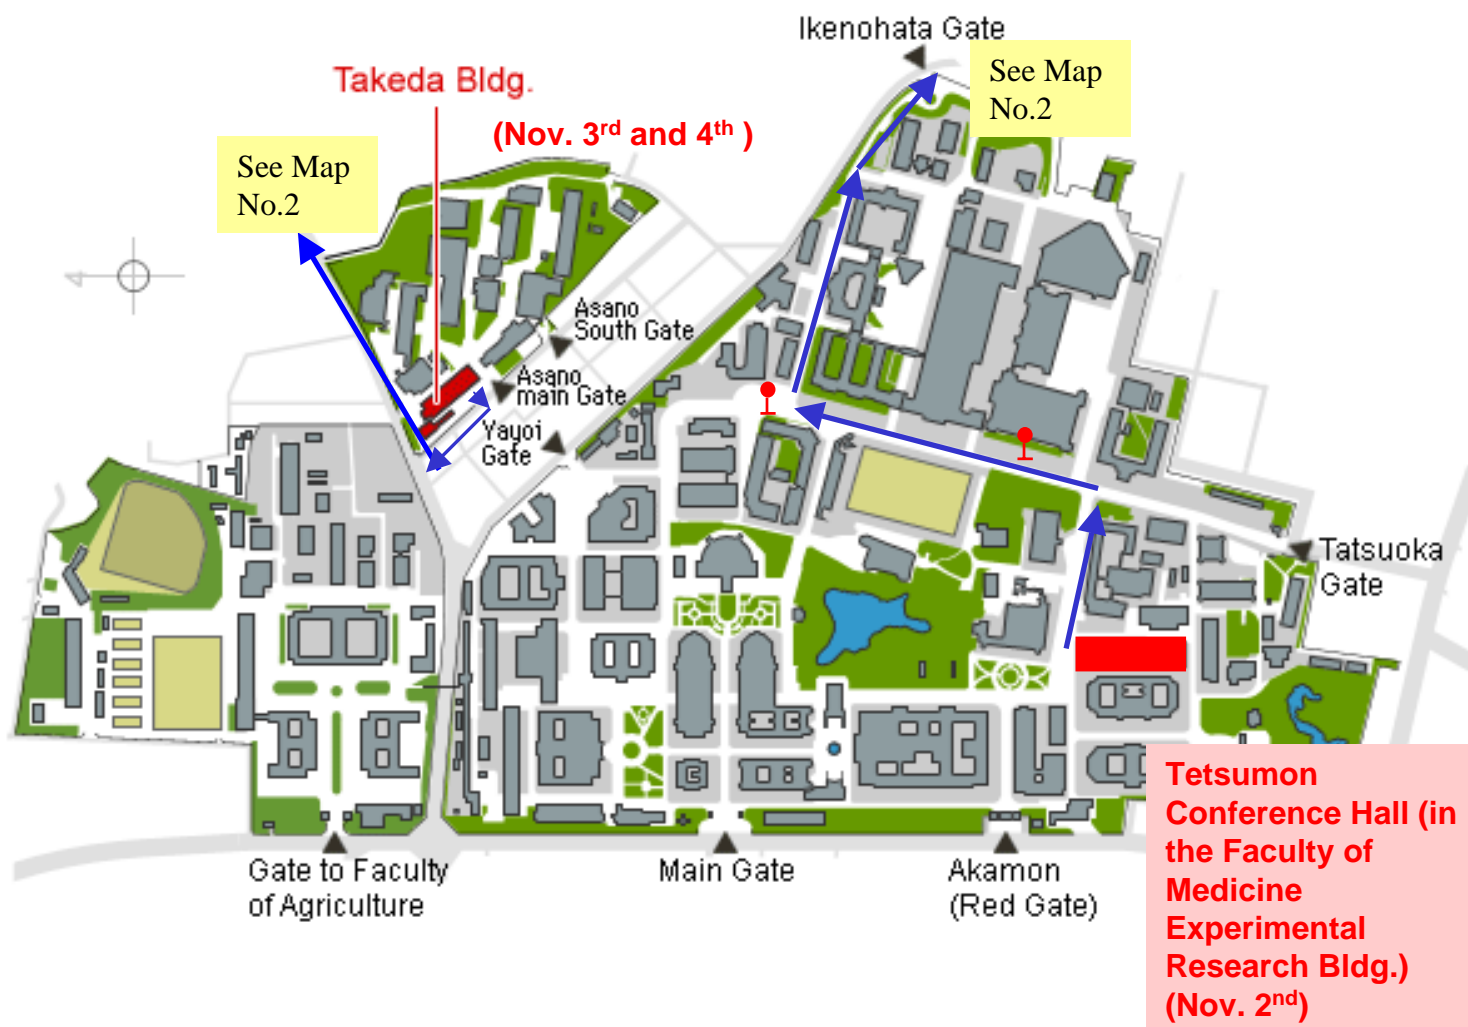 Ikenohata Gate
See Map
No.2
Takeda Bldg.
(Nov. 3rd and 4th )
See Map
No.2
Asano
South Gate
Asano
main Gate
Yayoi
Gate
Tatsuoka
Gate
Gate to Faculty
of Agriculture
Main Gate
Akamon
(Red Gate)
Tetsumon
Conference Hall (in
the Faculty of
Medicine
Experimental
Research Bldg.)
(Nov. 2nd)